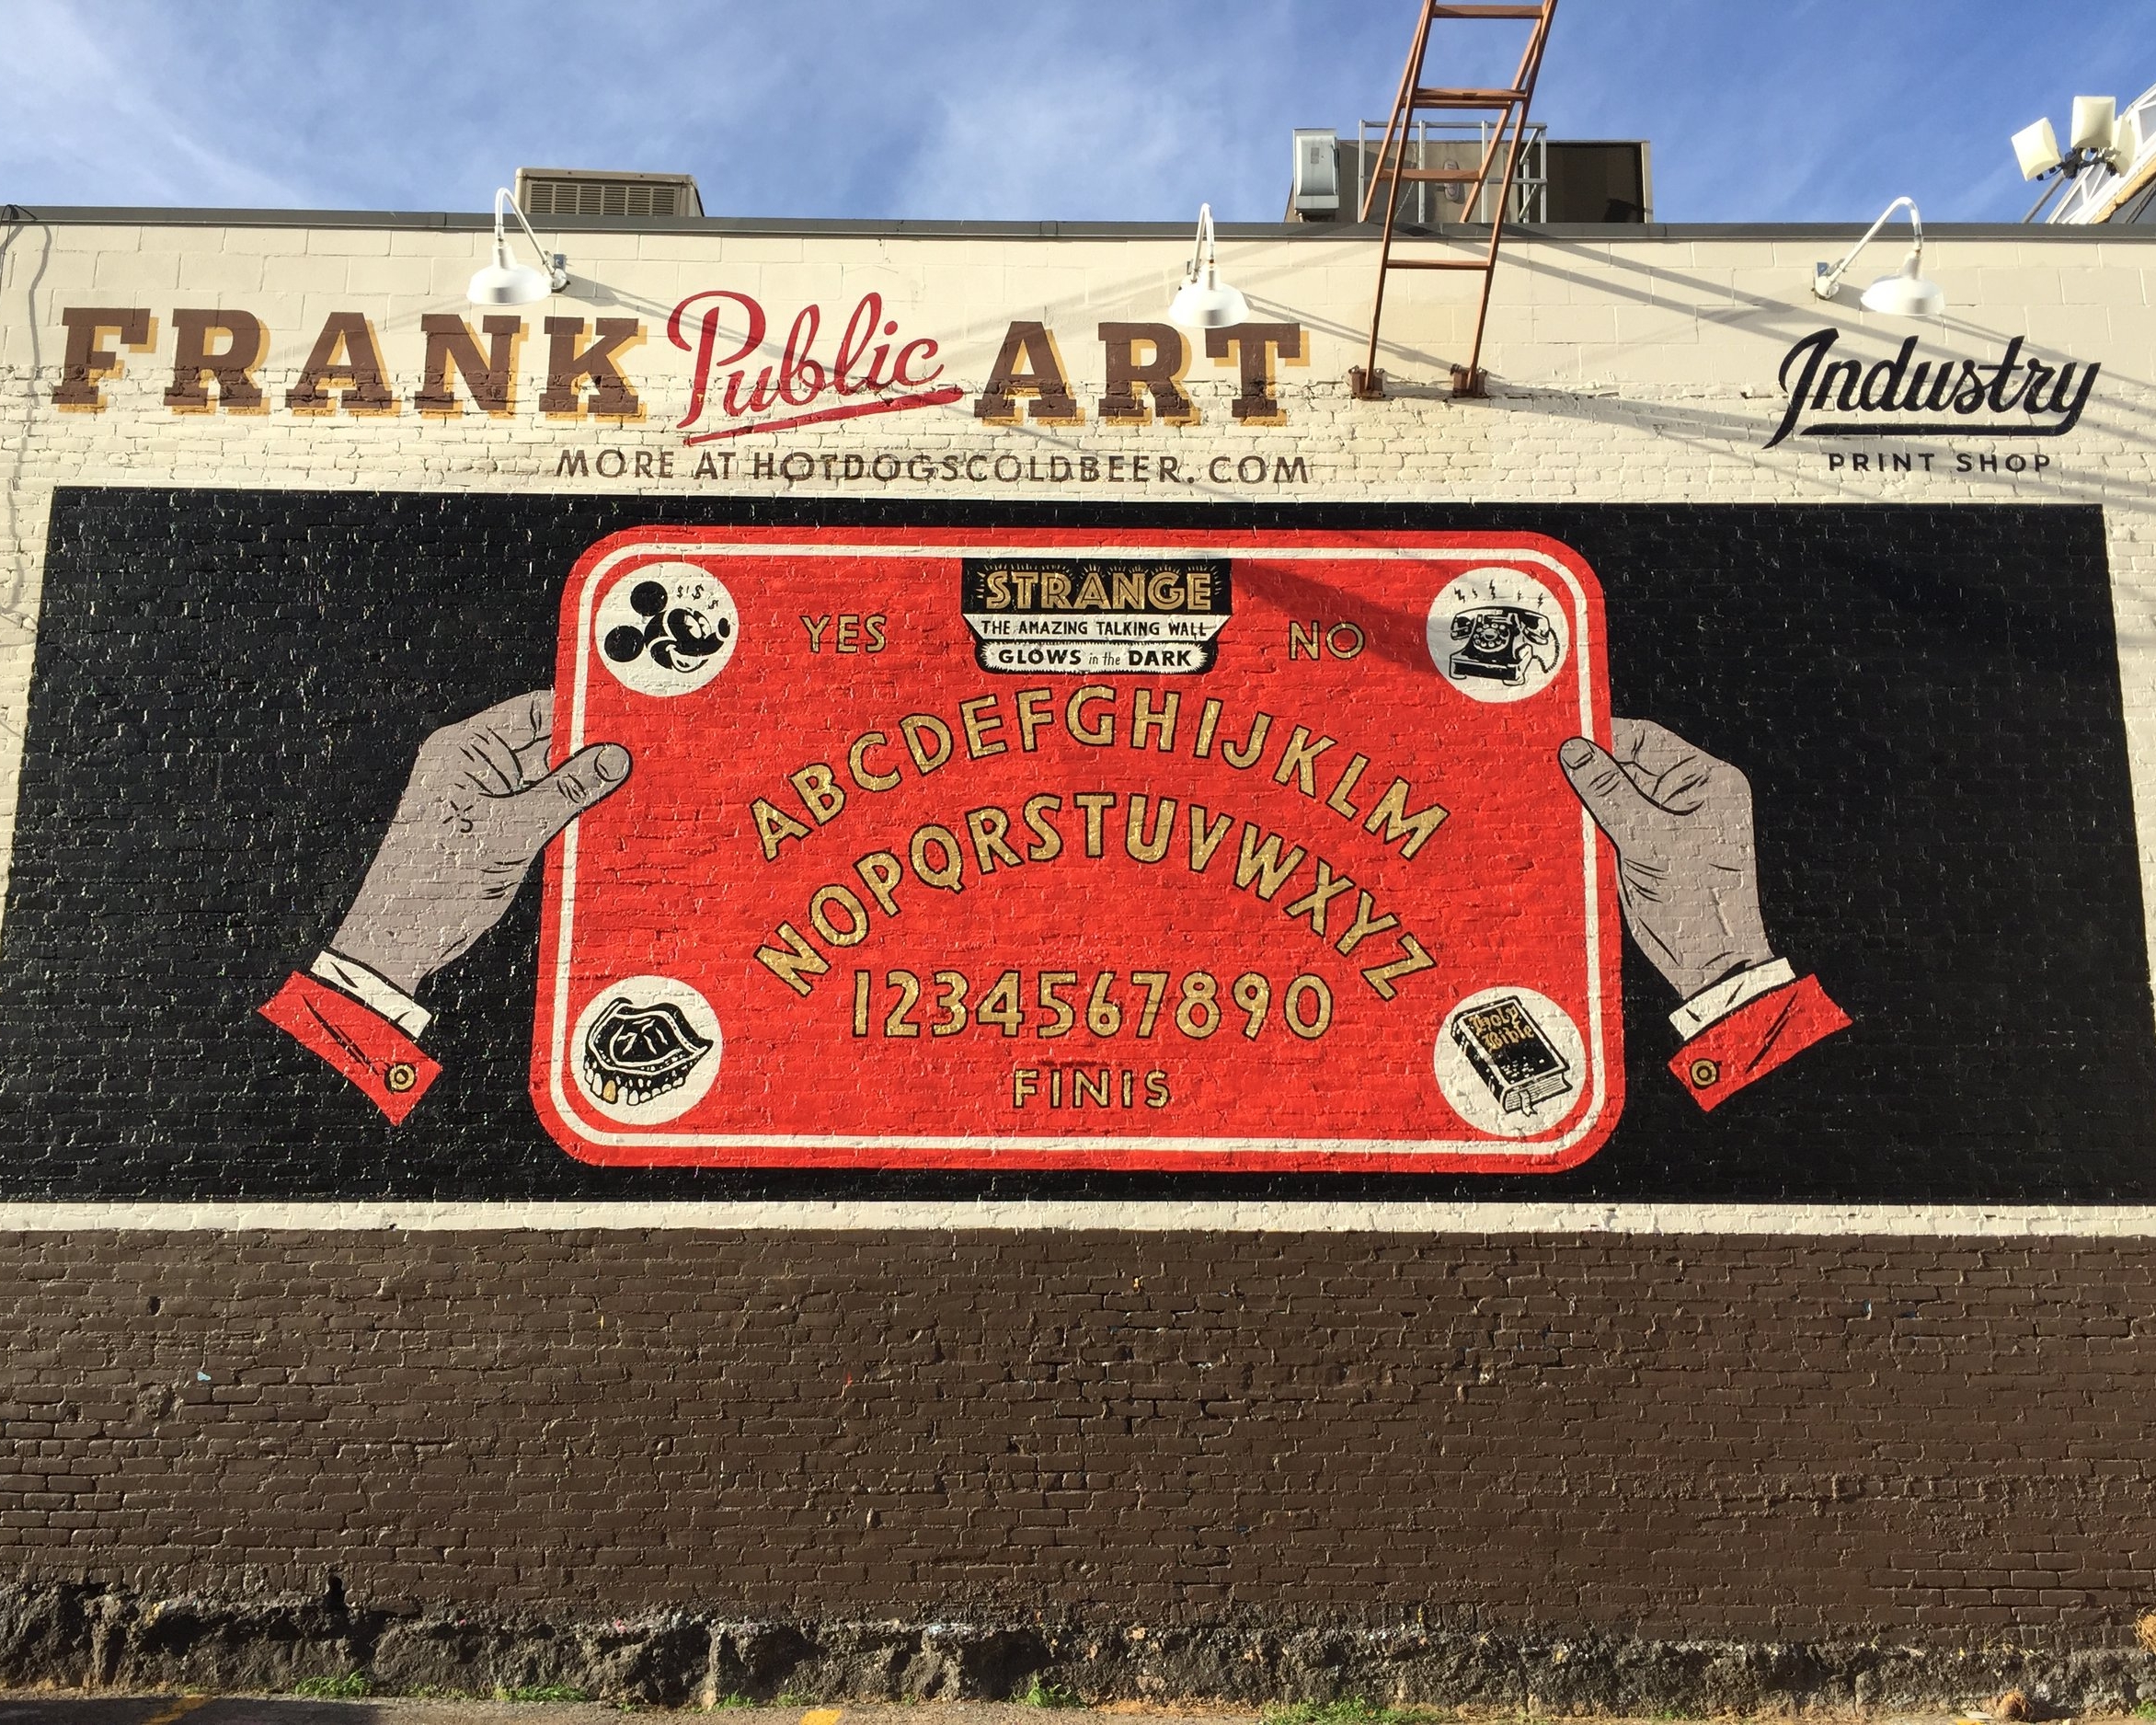 FRANK Public ART
MORE AT HOTDOGSCOLDBEER.COM
Industry
PRINT SHOP
STRANGE
THE AMAZING TALKING WALL
GLOWS in the DARK
YES
NO
ABCDEFGHIJKLM
NOPQRSTUVWXYZ
1234567890
FINIS
$ ! $ $
Holy
Bible